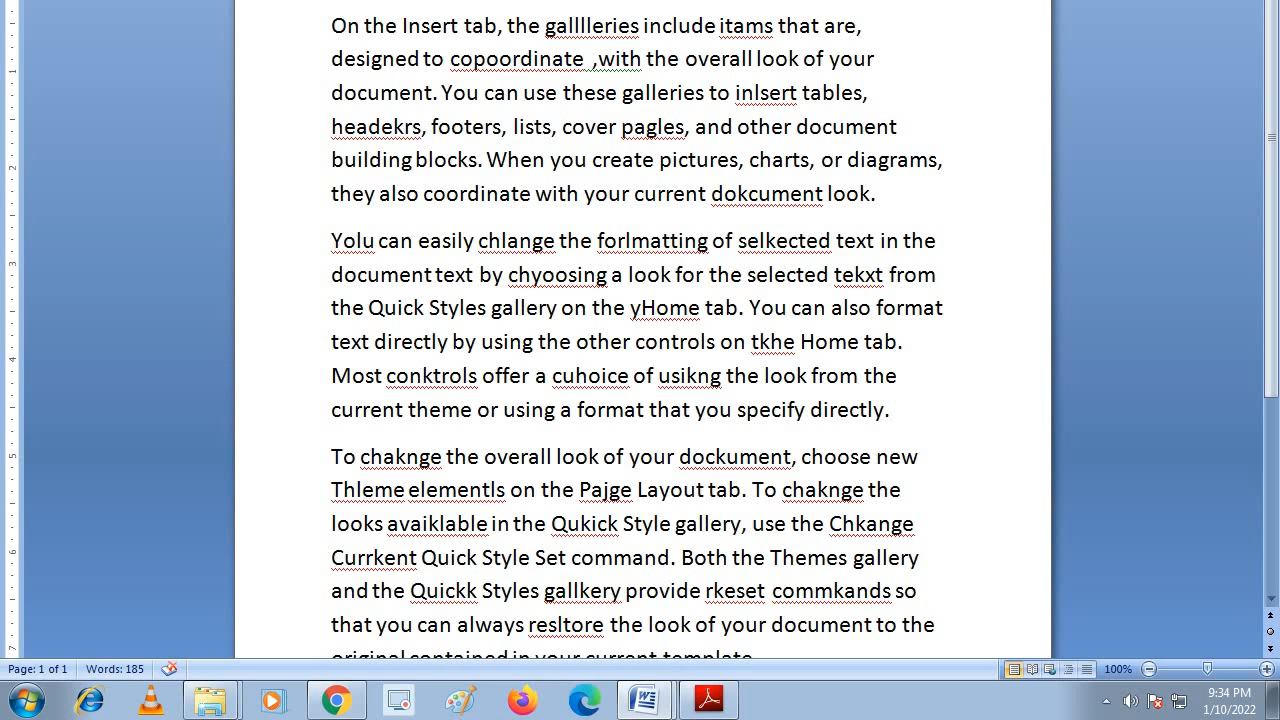 On the Insert tab, the galllleries include itams that are,
designed to copoordinate ,with the overall look of your
document. You can use these galleries to inlsert tables,
headekrs, footers, lists, cover pagles, and other document
building blocks. When you create pictures, charts, or diagrams,
they also coordinate with your current dokcument look.
Yolu can easily chlange the forlmatting of selkected text in the
document text by chyoosing a look for the selected tekxt from
the Quick Styles gallery on the yHome tab. You can also format
text directly by using the other controls on tkhe Home tab.
Most conktrols offer a cuhoice of usikng the look from the
current theme or using a format that you specify directly.
To chaknge the overall look of your dockument, choose new
Thleme elementls on the Pajge Layout tab. To chaknge the
looks avaiklable in the Qukick Style gallery, use the Chkange
Currkent Quick Style Set command. Both the Themes gallery
and the Quickk Styles gallkery provide rkeset commkands so
that you can always resltore the look of your document to the
original contained in your current template
Page: 1 of 1 Words: 185 100%
9:34 PM
1/10/2022